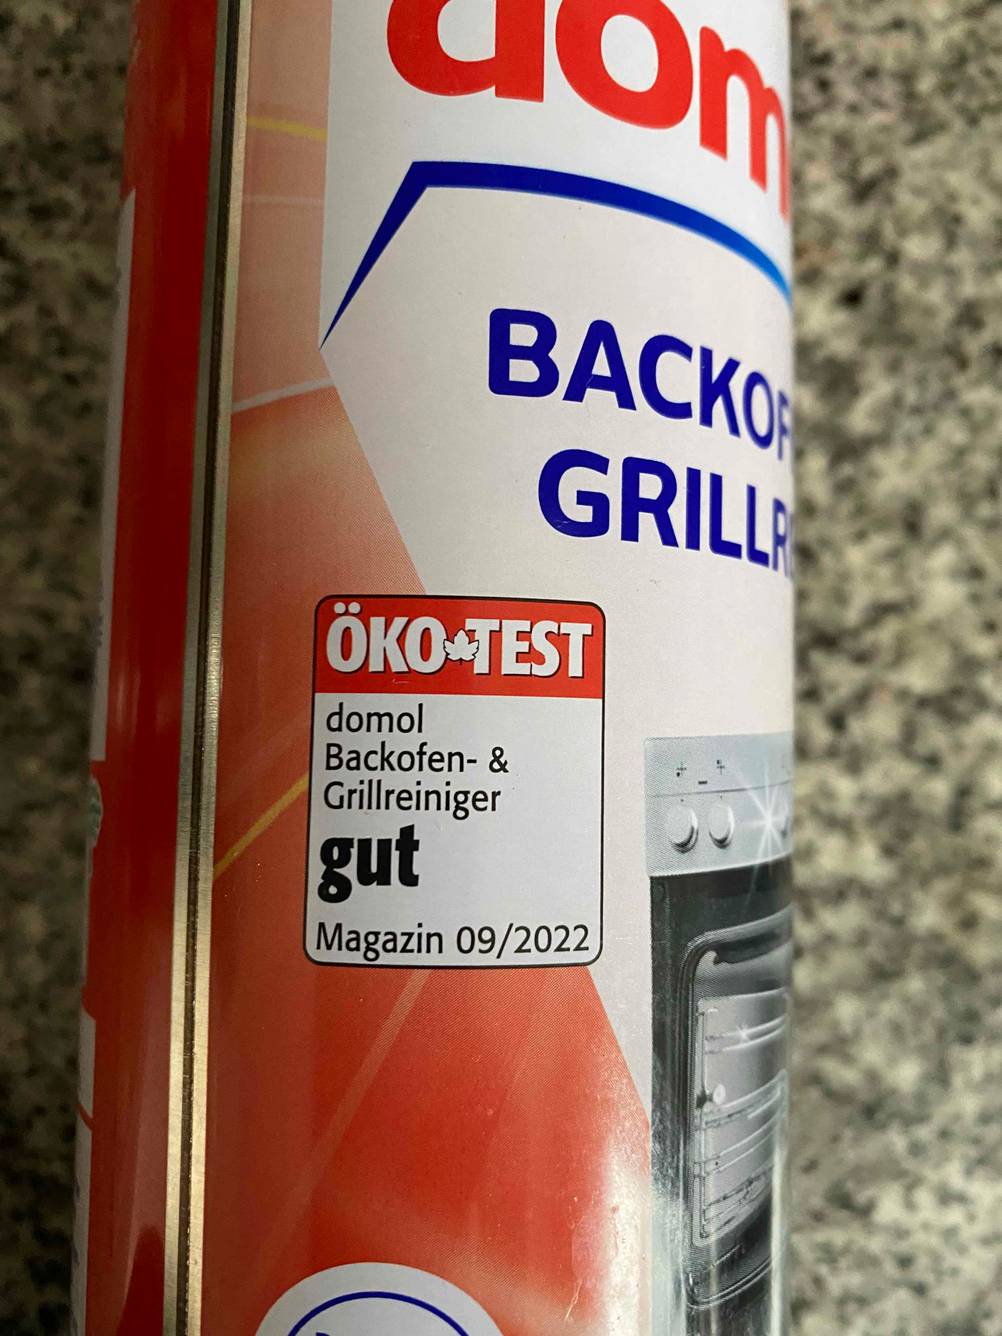 dom
BACKOF
GRILLR
ÖKO TEST
domol
Backofen- &
Grillreiniger
gut
Magazin 09/2022